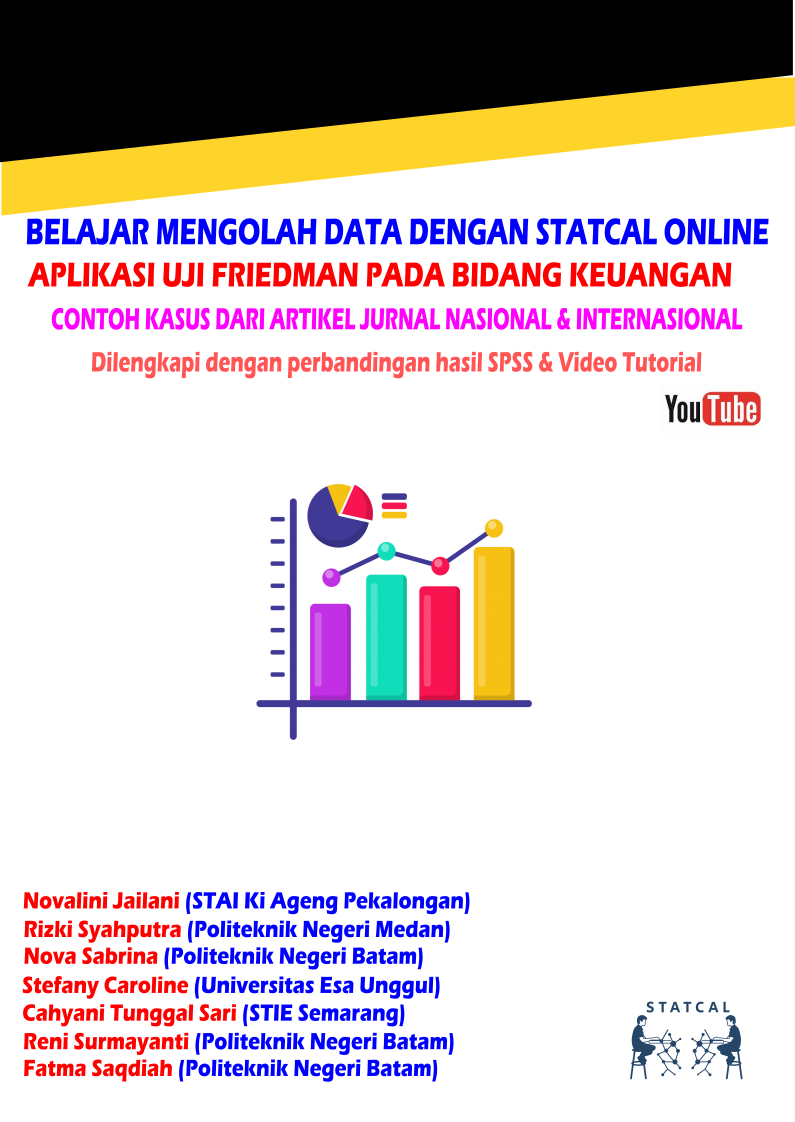 BELAJAR MENGOLAH DATA DENGAN STATCAL ONLINE
APLIKASI UJI FRIEDMAN PADA BIDANG KEUANGAN
CONTOH KASUS DARI ARTIKEL JURNAL NASIONAL & INTERNASIONAL
Dilengkapi dengan perbandingan hasil SPSS & Video Tutorial
YouTube
Novalini Jailani (STAI Ki Ageng Pekalongan)
Rizki Syahputra (Politeknik Negeri Medan)
Nova Sabrina (Politeknik Negeri Batam)
Stefany Caroline (Universitas Esa Unggul)
Cahyani Tunggal Sari (STIE Semarang)
Reni Surmayanti (Politeknik Negeri Batam)
Fatma Saqdiah (Politeknik Negeri Batam)
STATCAL